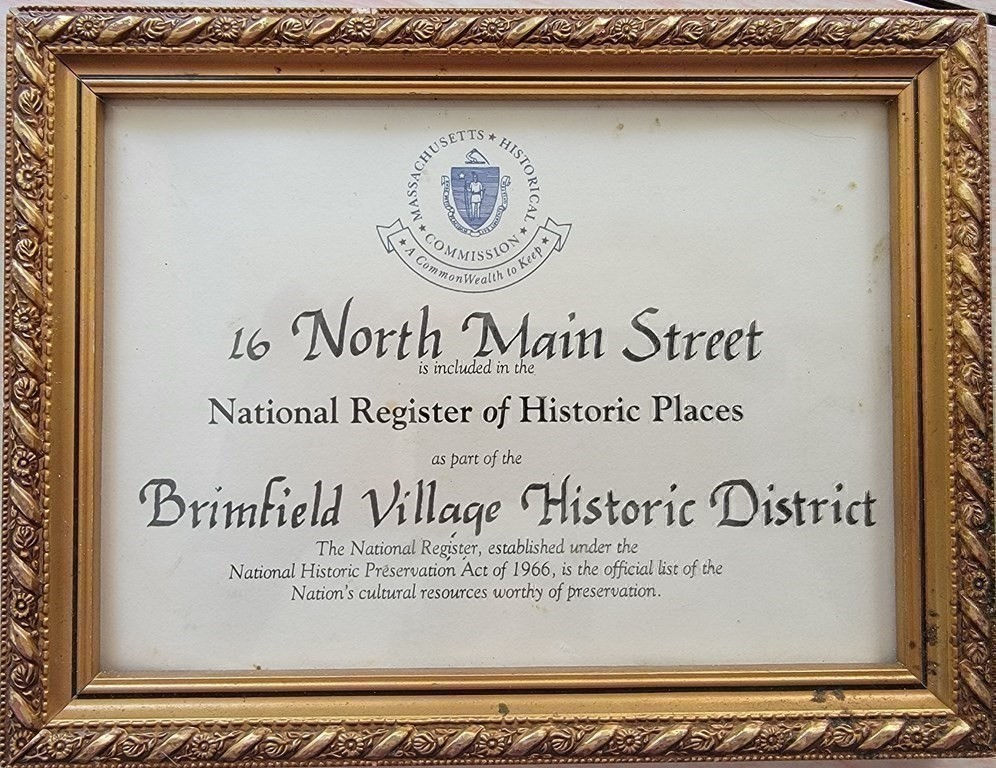 MASSACHUSETTS ★ HISTORICAL ★ COMMISSION ★
★ A CommonWealth to Keep ★
16 North Main Street
is included in the
National Register of Historic Places
as part of the
Brimfield Village Historic District
The National Register, established under the
National Historic Preservation Act of 1966, is the official list of the
Nation's cultural resources worthy of preservation.